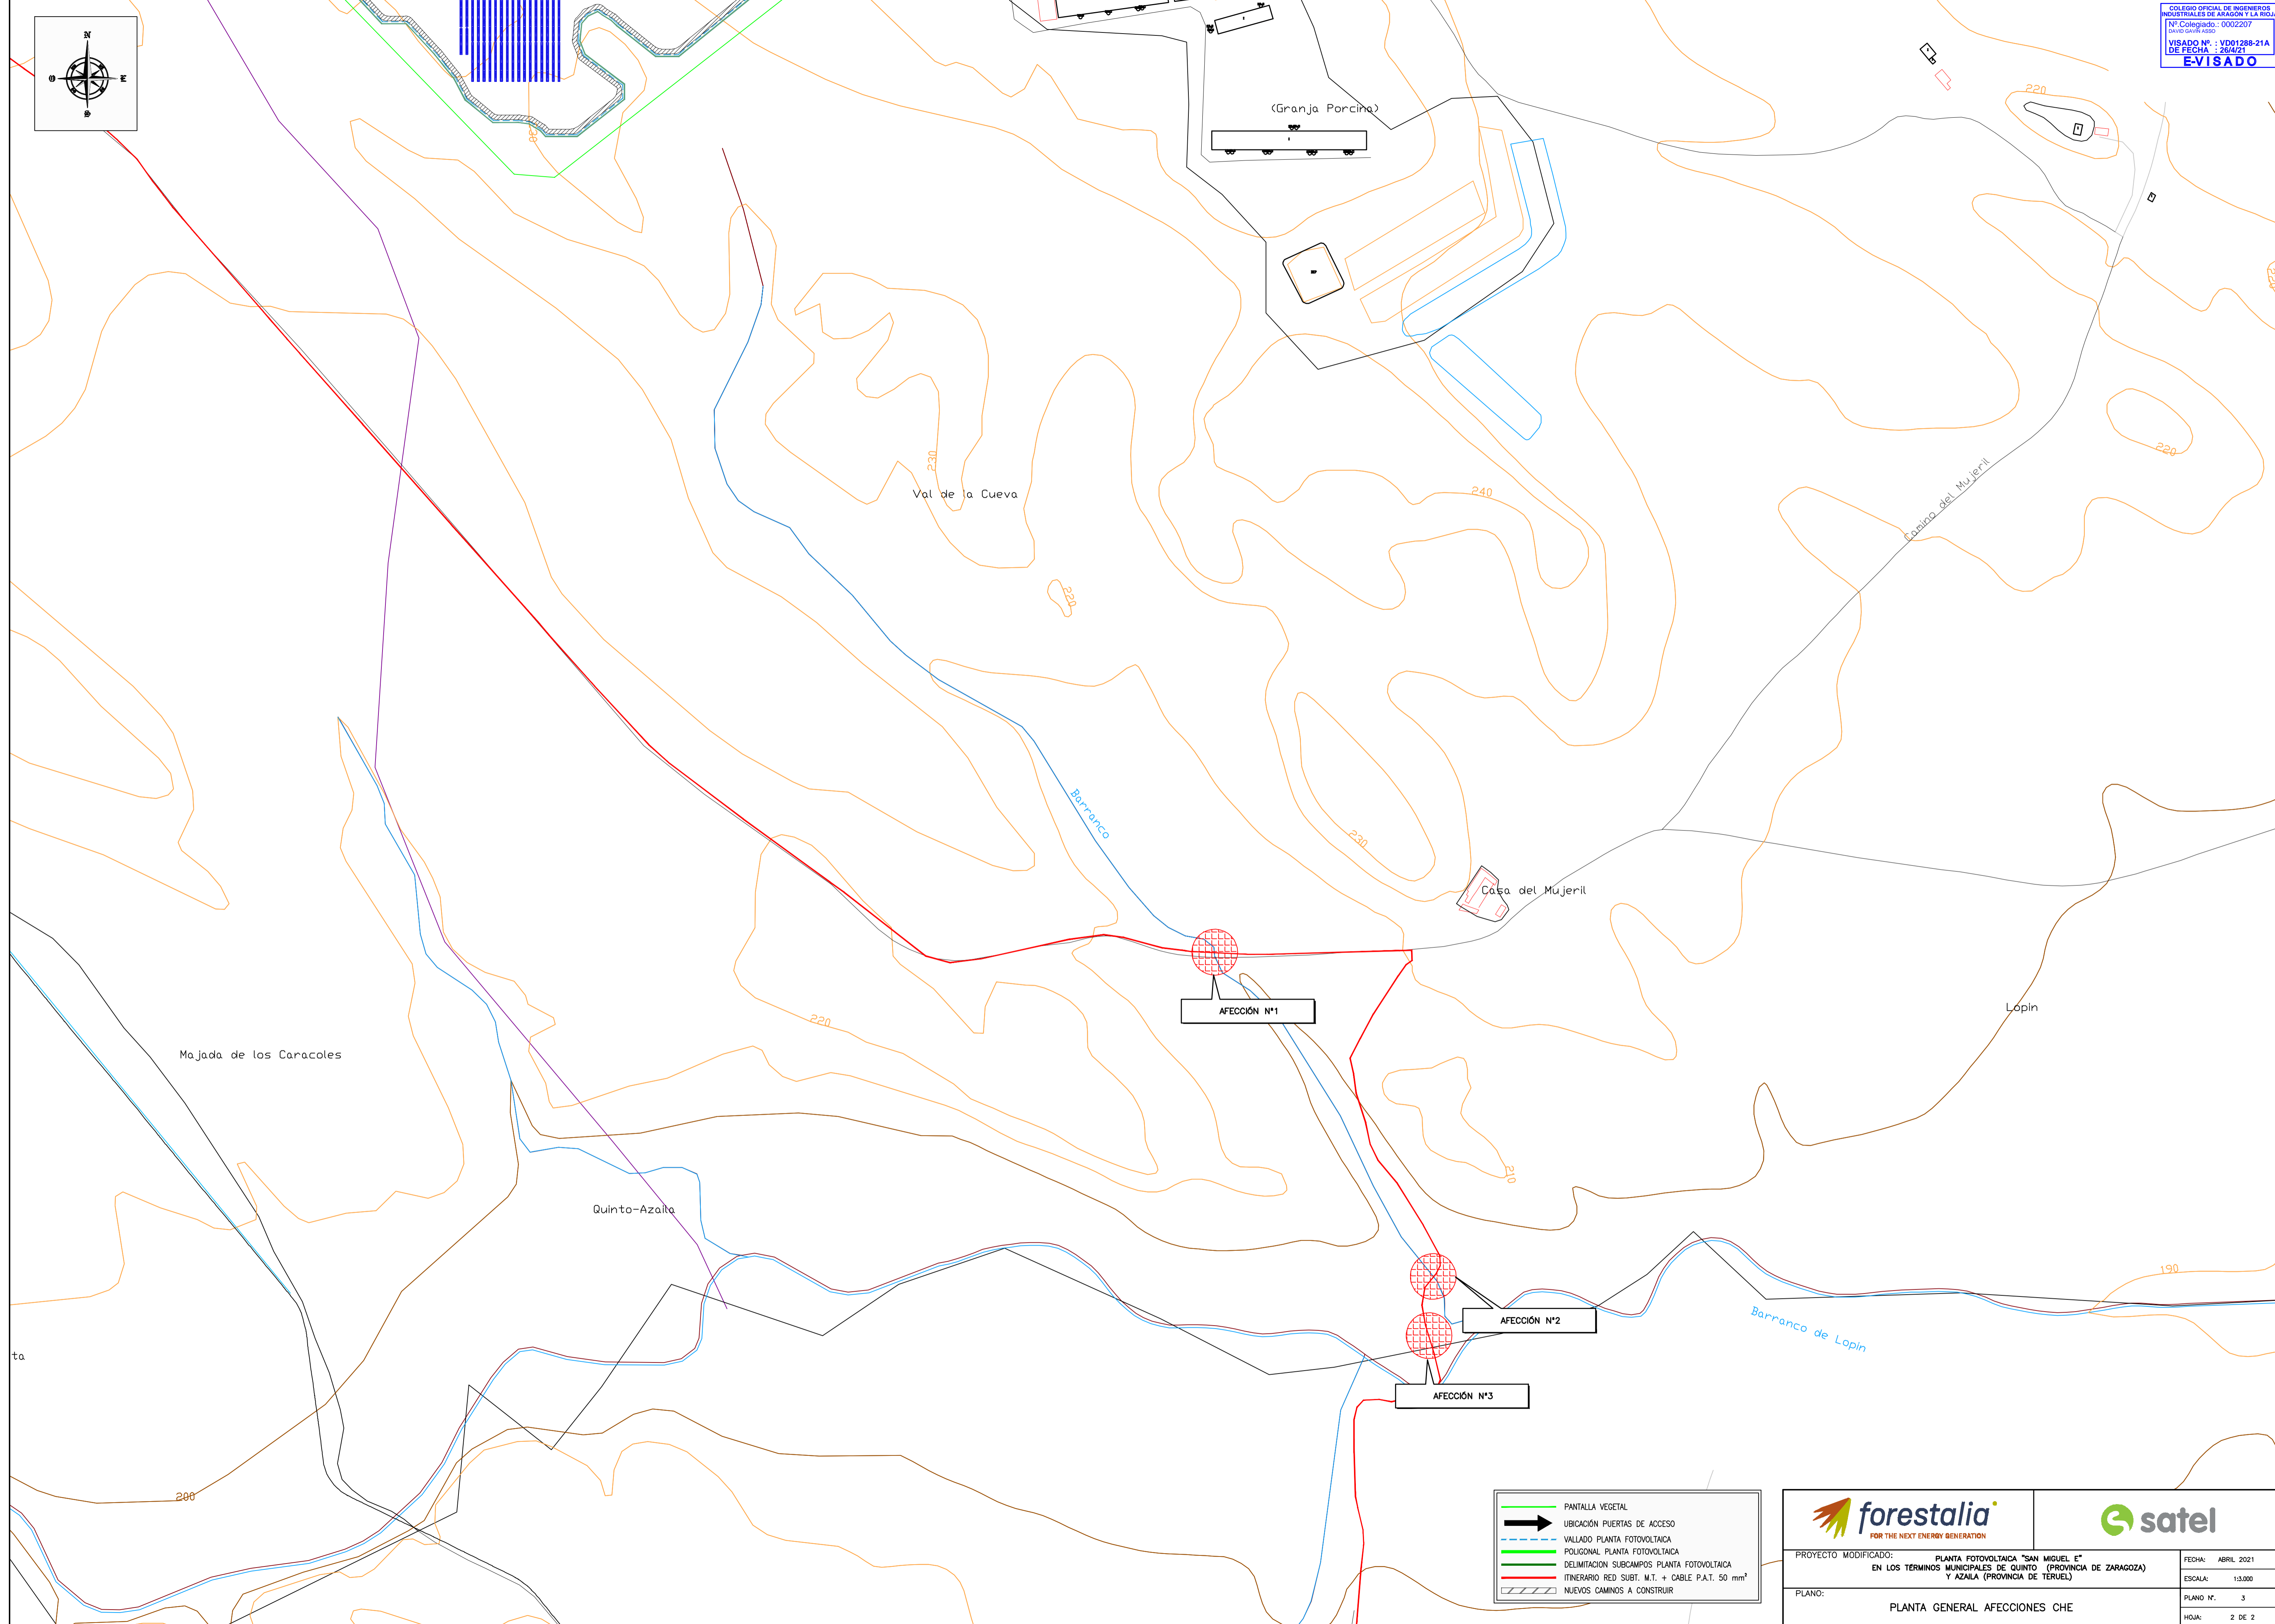 COLEGIO OFICIAL DE INGENIEROS
INDUSTRIALES DE ARAGÓN Y LA RIOJA
Nº.Colegiado.: 0002207
DAVID GAVÍN ASSO
VISADO Nº. : VD01288-21A
DE FECHA : 26/4/21
E-VISADO
N
O
E
S
(Granja Porcina)
220
230
220
220
230
Val de la Cueva
240
Camino del Mujeril
220
Barranco
230
Casa del Mujeril
AFECCIÓN Nº1
220
Lopin
Majada de los Caracoles
210
Quinto-Azaila
190
AFECCIÓN Nº2
Barranco de Lopin
ta
AFECCIÓN Nº3
200
PANTALLA VEGETAL
UBICACIÓN PUERTAS DE ACCESO
VALLADO PLANTA FOTOVOLTAICA
POLIGONAL PLANTA FOTOVOLTAICA
DELIMITACION SUBCAMPOS PLANTA FOTOVOLTAICA
ITINERARIO RED SUBT. M.T. + CABLE P.A.T. 50 mm²
NUEVOS CAMINOS A CONSTRUIR
forestalia
FOR THE NEXT ENERGY GENERATION
satel
PROYECTO MODIFICADO:
PLANTA FOTOVOLTAICA "SAN MIGUEL E"
EN LOS TÉRMINOS MUNICIPALES DE QUINTO (PROVINCIA DE ZARAGOZA)
Y AZAILA (PROVINCIA DE TERUEL)
FECHA: ABRIL 2021
ESCALA: 1:3.000
PLANO:
PLANTA GENERAL AFECCIONES CHE
PLANO Nº. 3
HOJA: 2 DE 2